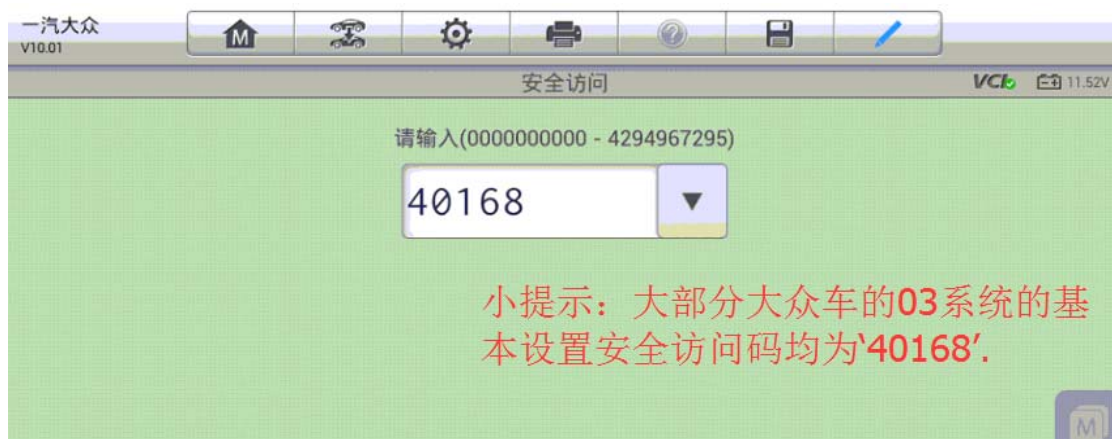 一汽大众
V10.01
M
安全访问
VCI
11.52V
请输入(0000000000 - 4294967295)
40168
小提示：大部分大众车的03系统的基
本设置安全访问码均为‘40168’.
M